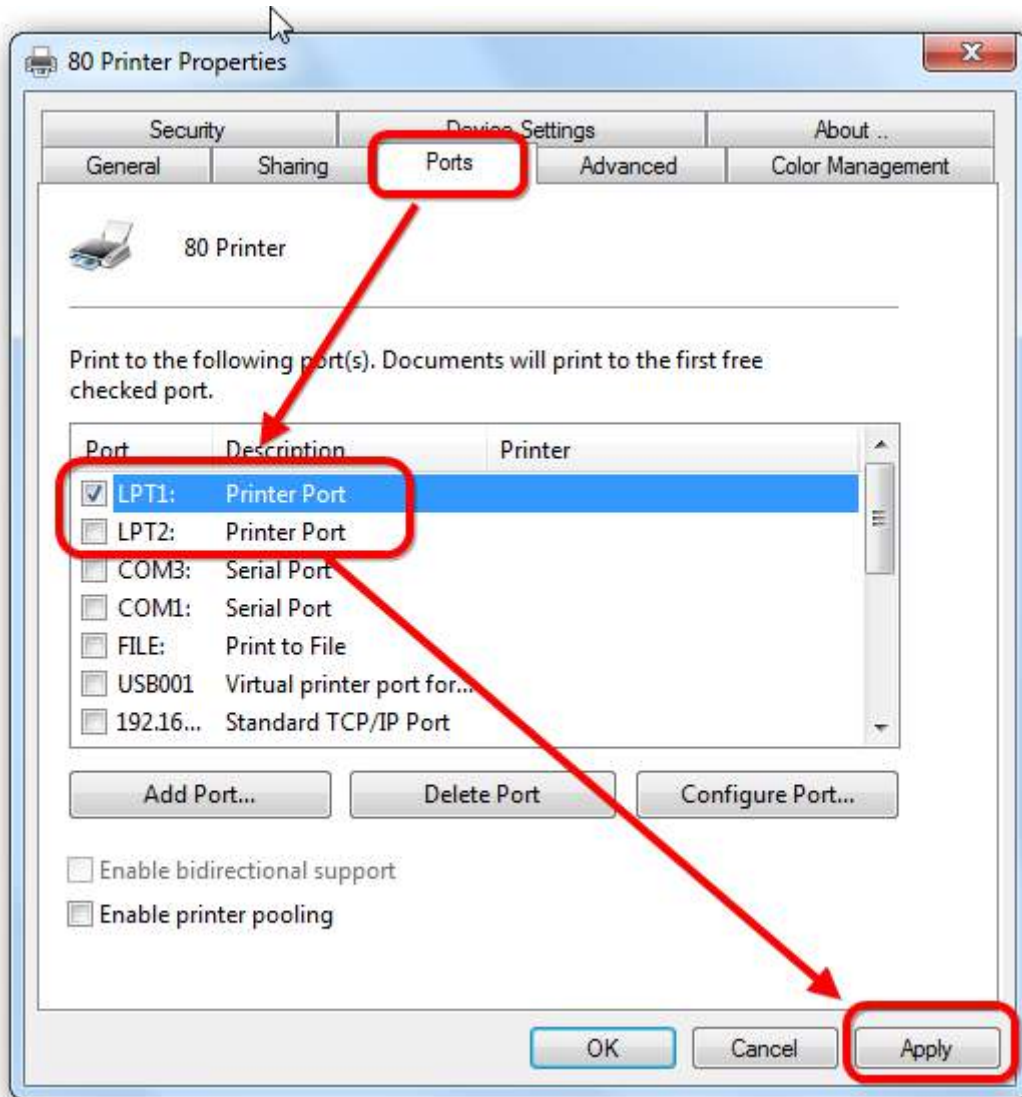 80 Printer Properties
Security Device Settings About ..
General Sharing Ports Advanced Color Management
80 Printer
Print to the following port(s). Documents will print to the first free
checked port.
Port Description Printer
LPT1: Printer Port
LPT2: Printer Port
COM3: Serial Port
COM1: Serial Port
FILE: Print to File
USB001 Virtual printer port for...
192.16... Standard TCP/IP Port
Add Port... Delete Port Configure Port...
Enable bidirectional support
Enable printer pooling
OK Cancel Apply